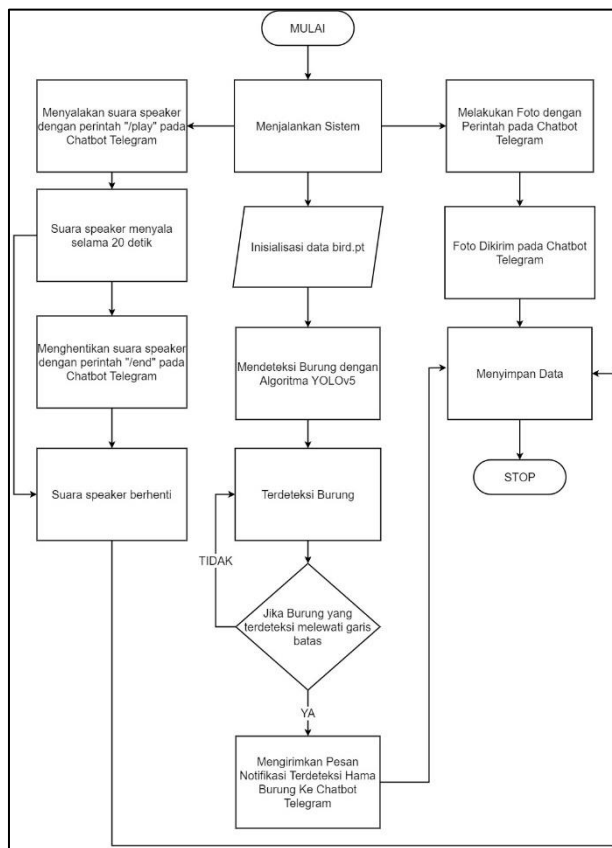 MULAI
Menyalakan suara speaker
dengan perintah "/play" pada
Chatbot Telegram
Menjalankan Sistem
Melakukan Foto dengan
Perintah pada Chatbot
Telegram
Suara speaker menyala
selama 20 detik
Inisialisasi data bird.pt
Foto Dikirim pada Chatbot
Telegram
Menghentikan suara speaker
dengan perintah "/end" pada
Chatbot Telegram
Mendeteksi Burung dengan
Algoritma YOLOv5
Menyimpan Data
Suara speaker berhenti
Terdeteksi Burung
STOP
TIDAK
Jika Burung yang
terdeteksi melewati garis
batas
YA
Mengirimkan Pesan
Notifikasi Terdeteksi Hama
Burung Ke Chatbot
Telegram